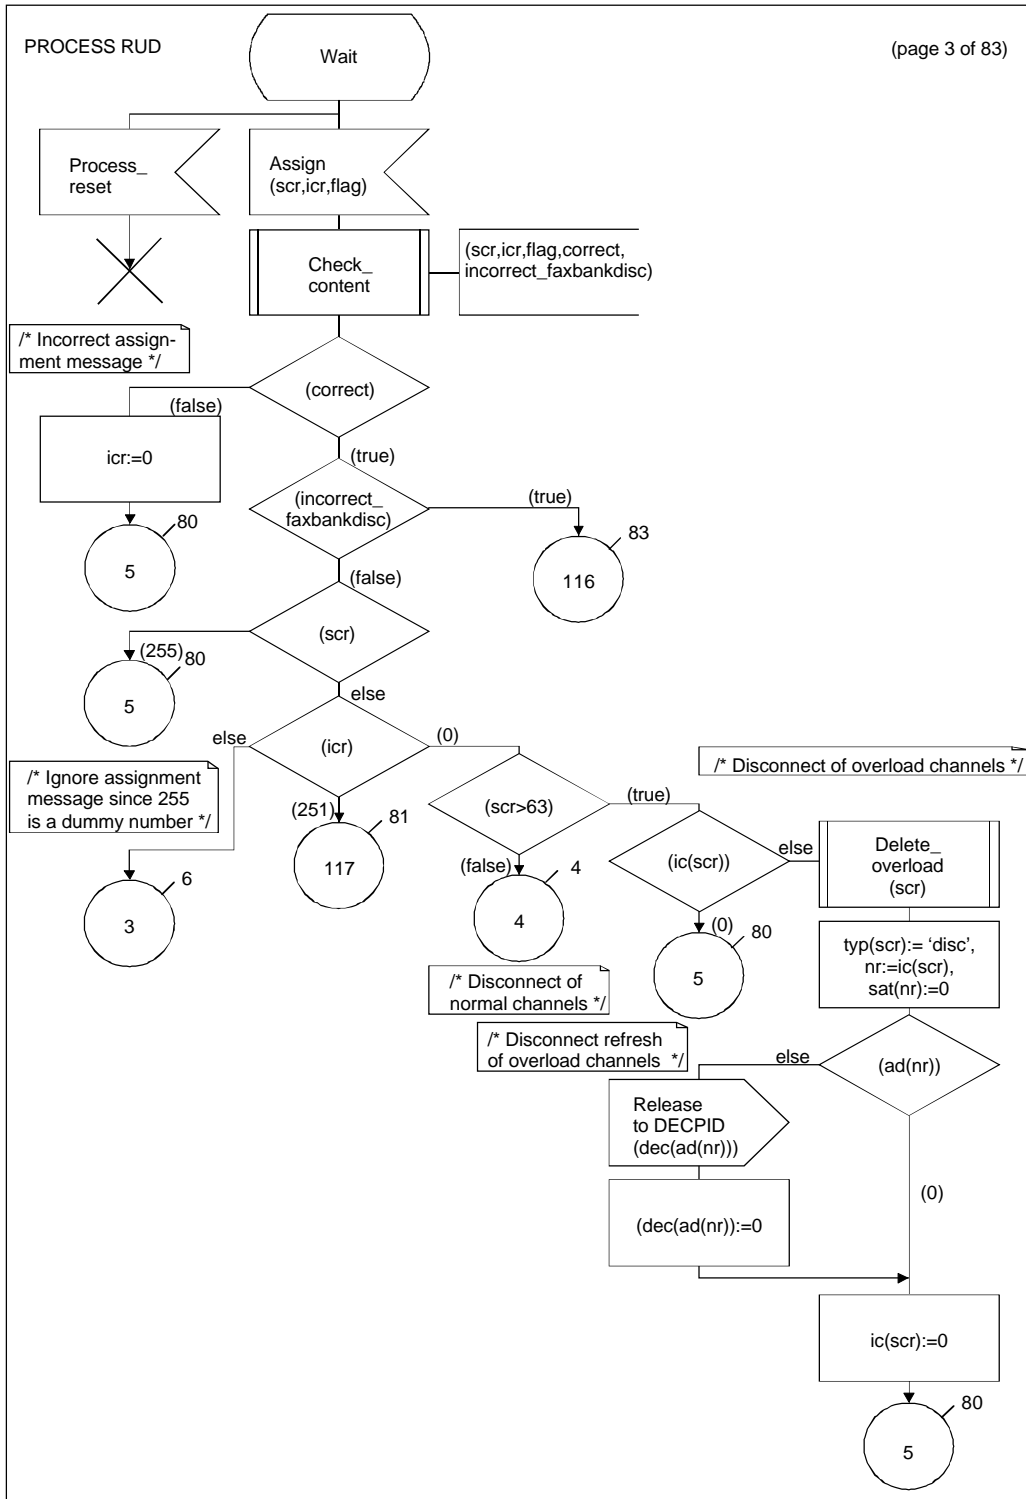 PROCESS RUD
Wait
(page 3 of 83)
Process_
reset
Assign
(scr,icr,flag)
Check_
content
(scr,icr,flag,correct,
incorrect_faxbankdisc)
/* Incorrect assign-
ment message */
(correct)
(false)
icr:=0
(true)
80
5
(incorrect_
faxbankdisc)
(true)
83
116
(false)
(scr)
(255)
80
5
else
(icr)
else
(0)
/* Ignore assignment
message since 255
is a dummy number */
(251)
81
117
6
3
(scr>63)
(true)
(false)
4
4
/* Disconnect of
normal channels */
/* Disconnect of overload channels */
(ic(scr))
else
(0)
80
5
Delete_
overload
(scr)
typ(scr):= ‘disc’,
nr:=ic(scr),
sat(nr):=0
/* Disconnect refresh
of overload channels */
else
(ad(nr))
Release
to DECPID
(dec(ad(nr)))
(0)
(dec(ad(nr)):=0
ic(scr):=0
80
5